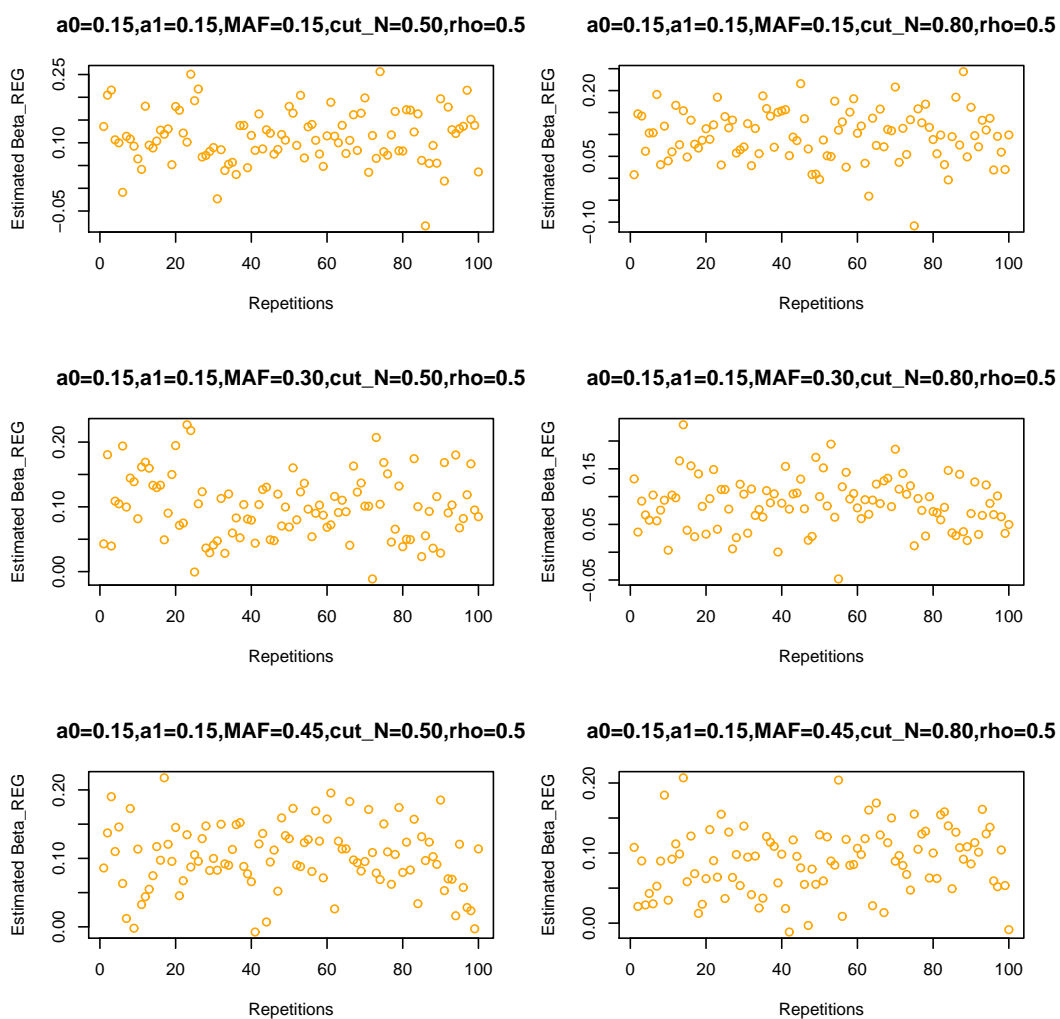 a0=0.15,a1=0.15,MAF=0.15,cut_N=0.50,rho=0.5
Estimated Beta_REG
0.25
0.10
−0.05
0 20 40 60 80 100
Repetitions
a0=0.15,a1=0.15,MAF=0.15,cut_N=0.80,rho=0.5
Estimated Beta_REG
0.20
0.05
−0.10
0 20 40 60 80 100
Repetitions
a0=0.15,a1=0.15,MAF=0.30,cut_N=0.50,rho=0.5
Estimated Beta_REG
0.20
0.10
0.00
0 20 40 60 80 100
Repetitions
a0=0.15,a1=0.15,MAF=0.30,cut_N=0.80,rho=0.5
Estimated Beta_REG
0.15
0.05
−0.05
0 20 40 60 80 100
Repetitions
a0=0.15,a1=0.15,MAF=0.45,cut_N=0.50,rho=0.5
Estimated Beta_REG
0.20
0.10
0.00
0 20 40 60 80 100
Repetitions
a0=0.15,a1=0.15,MAF=0.45,cut_N=0.80,rho=0.5
Estimated Beta_REG
0.20
0.10
0.00
0 20 40 60 80 100
Repetitions